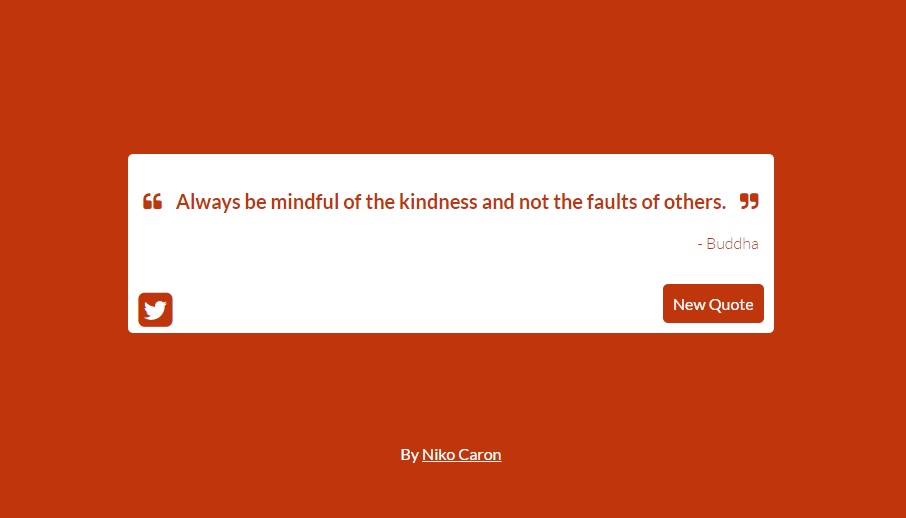 ❝ Always be mindful of the kindness and not the faults of others. ❞
- Buddha
New Quote
By Niko Caron